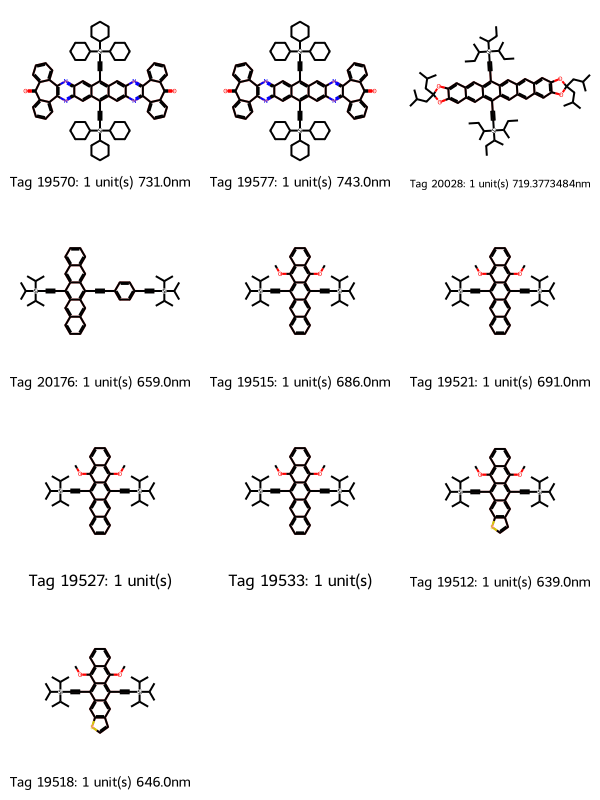 Tag 19570: 1 unit(s) 731.0nm
Tag 19577: 1 unit(s) 743.0nm
Tag 20028: 1 unit(s) 719.3773484nm
Tag 20176: 1 unit(s) 659.0nm
Tag 19515: 1 unit(s) 686.0nm
Tag 19521: 1 unit(s) 691.0nm
Tag 19527: 1 unit(s)
Tag 19533: 1 unit(s)
Tag 19512: 1 unit(s) 639.0nm
Tag 19518: 1 unit(s) 646.0nm